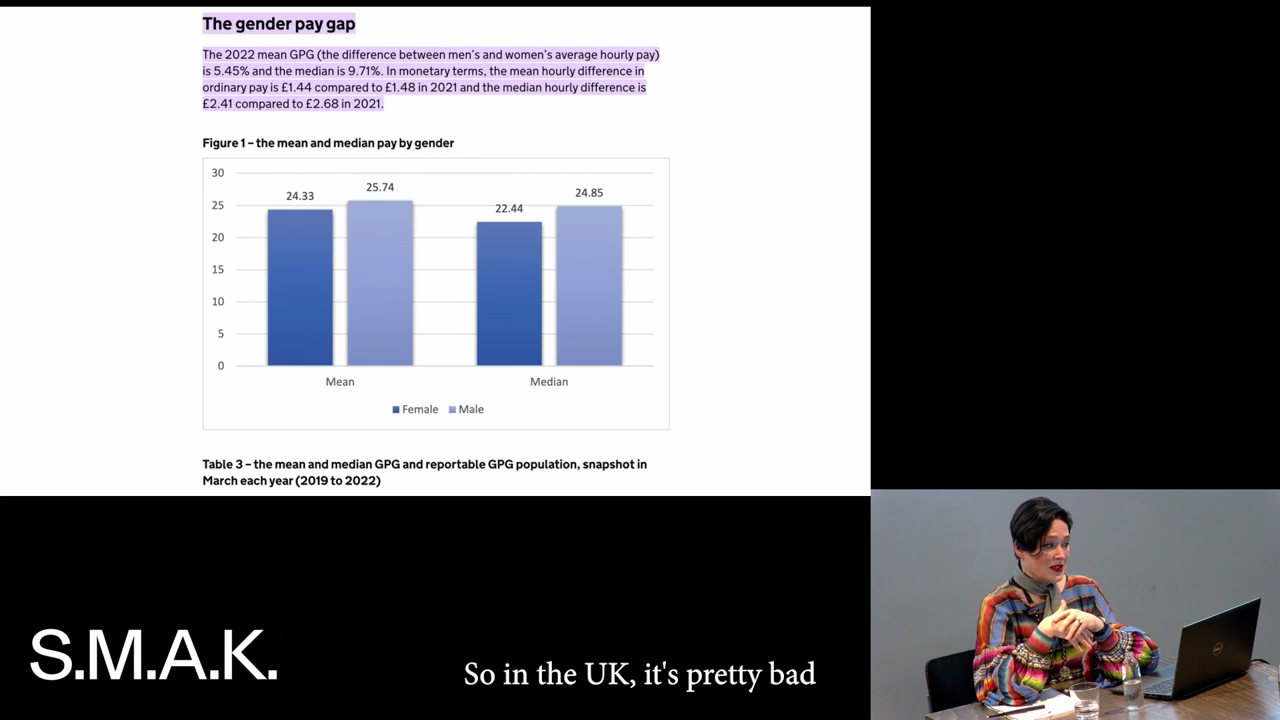 The gender pay gap
The 2022 mean GPG (the difference between men's and women's average hourly pay)
is 5.45% and the median is 9.71%. In monetary terms, the mean hourly difference in
ordinary pay is £1.44 compared to £1.48 in 2021 and the median hourly difference is
£2.41 compared to £2.68 in 2021.
Figure 1 – the mean and median pay by gender
30
25
20
15
10
5
0
24.33
25.74
22.44
24.85
Mean
Median
Female
Male
Table 3 – the mean and median GPG and reportable GPG population, snapshot in
March each year (2019 to 2022)
S.M.A.K.
So in the UK, it's pretty bad